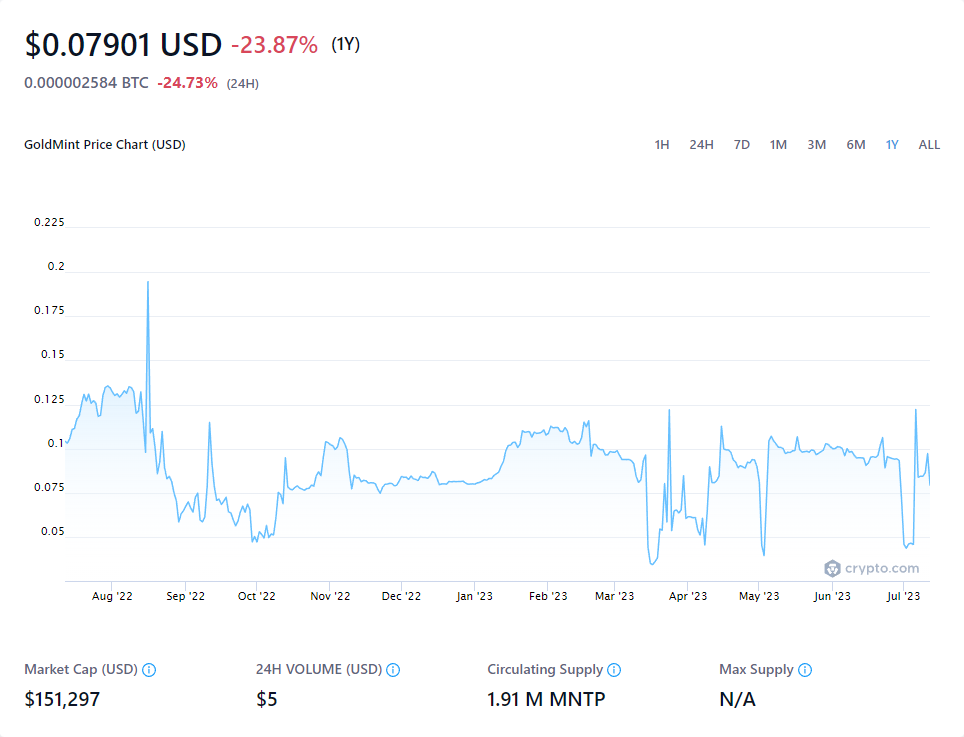 $0.07901 USD -23.87% (1Y)
0.000002584 BTC -24.73% (24H)
GoldMint Price Chart (USD) 1H 24H 7D 1M 3M 6M 1Y ALL
0.225
0.2
0.175
0.15
0.125
0.1
0.075
0.05
crypto.com
Aug '22 Sep '22 Oct '22 Nov '22 Dec '22 Jan '23 Feb '23 Mar '23 Apr '23 May '23 Jun '23 Jul '23
Market Cap (USD) 24H VOLUME (USD) Circulating Supply Max Supply
$151,297 $5 1.91 M MNTP N/A